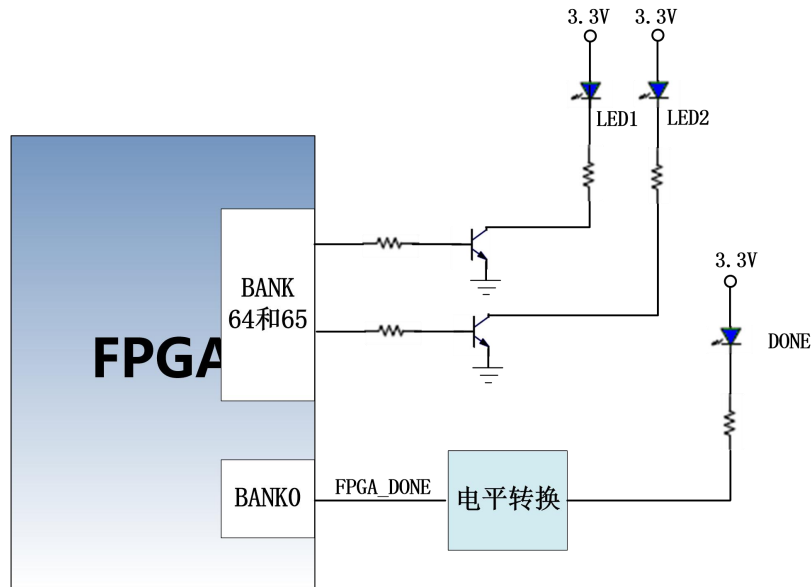 3.3V
3.3V
LED1
LED2
BANK
64和65
FPGA
3.3V
DONE
BANK0
FPGA_DONE
电平转换